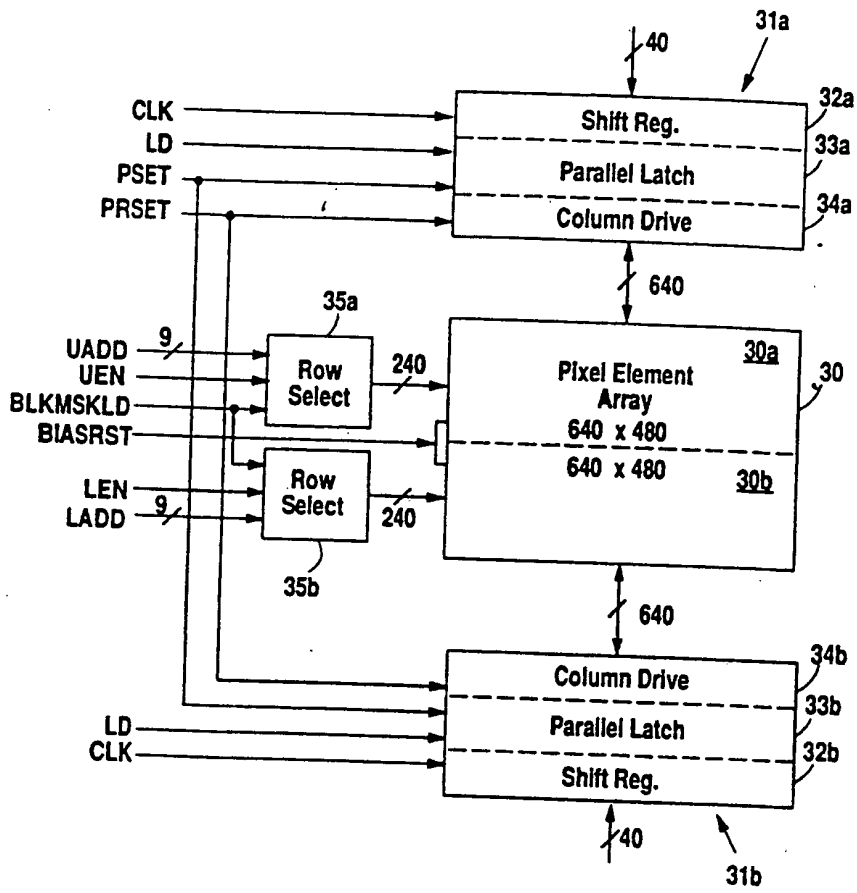 31a
40
CLK
Shift Reg.
32a
LD
33a
PSET
Parallel Latch
PRSET
Column Drive
34a
640
35a
UADD
9
Row
Select
240
30a
UEN
Pixel Element
Array
30
BLKMSKLD
640 x 480
BIASRST
640 x 480
30b
Row
Select
LEN
240
LADD
9
35b
640
34b
Column Drive
33b
LD
Parallel Latch
CLK
32b
Shift Reg.
40
31b